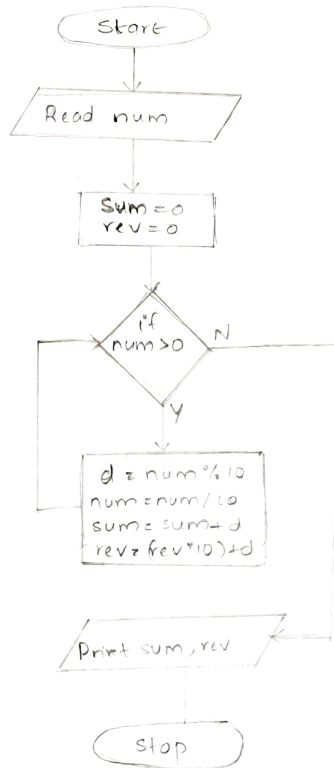 Start
Read num
Sum=0
rev=0
if
num>0
N
Y
d = num % 10
num=num/10
sum=sum+d
rev=(rev*10)+d
Print sum, rev
Stop